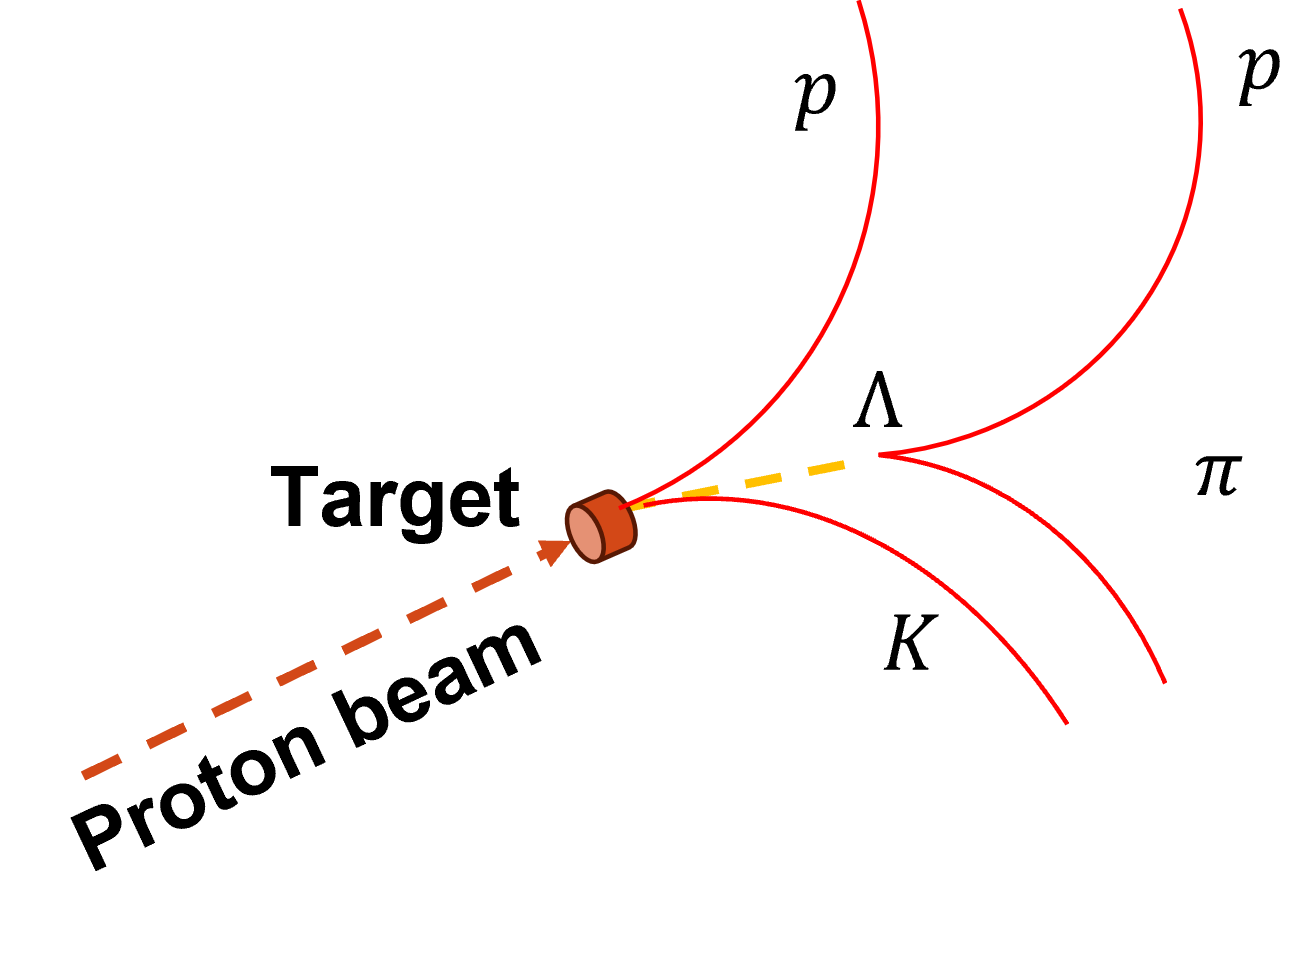 p
p
Λ
Target
π
K
Proton beam